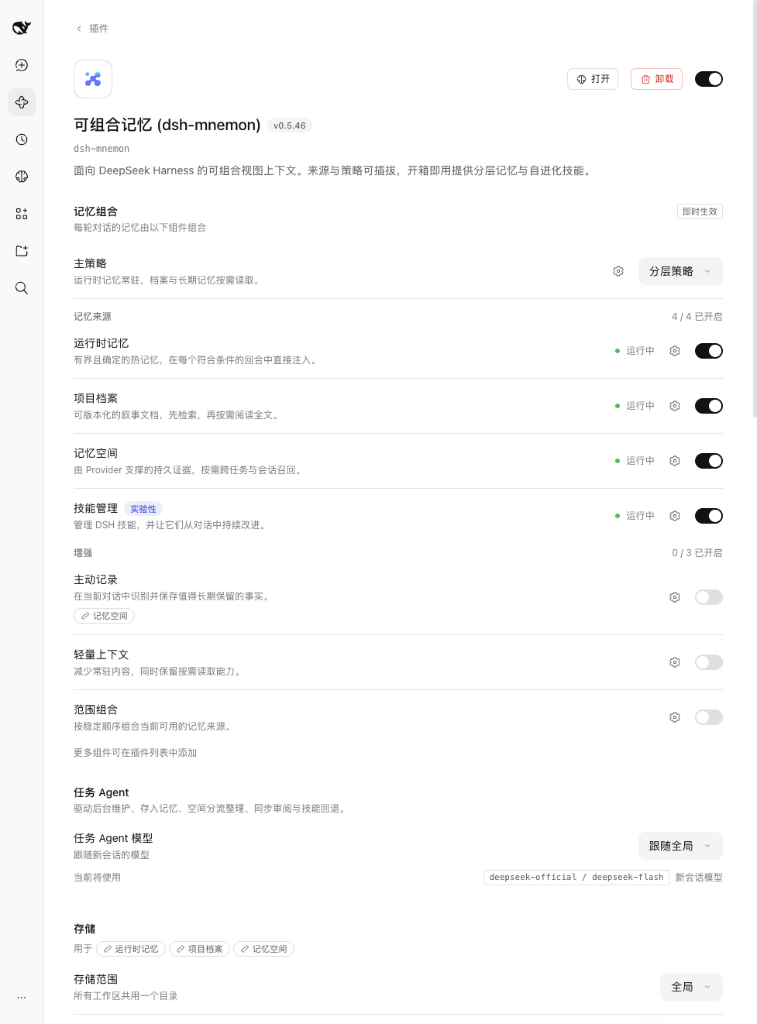 插件
打开
卸载
可组合记忆 (dsh-mnemon) v0.5.46
dsh-mnemon
面向 DeepSeek Harness 的可组合视图上下文。来源与策略可插拔，开箱即用提供分层记忆与自进化技能。
记忆组合
即时生效
每轮对话的记忆由以下组件组合
主策略
运行时记忆常驻，档案与长期记忆按需读取。
分层策略
记忆来源
4 / 4 已开启
运行时记忆
有界且确定的热记忆，在每个符合条件的回合中直接注入。
运行中
项目档案
可版本化的叙事文档，先检索，再按需阅读全文。
运行中
记忆空间
由 Provider 支撑的持久证据，按需跨任务与会话召回。
运行中
技能管理 实验性
管理 DSH 技能，并让它们从对话中持续改进。
运行中
增强
0 / 3 已开启
主动记录
在当前对话中识别并保存值得长期保留的事实。
记忆空间
轻量上下文
减少常驻内容，同时保留按需读取能力。
范围组合
按稳定顺序组合当前可用的记忆来源。
更多组件可在插件列表中添加
任务 Agent
驱动后台维护、存入记忆、空间分流整理、同步审阅与技能回退。
任务 Agent 模型
跟随新会话的模型
跟随全局
当前将使用
deepseek-official / deepseek-flash 新会话模型
存储
用于 运行时记忆 项目档案 记忆空间
存储范围
所有工作区共用一个目录
全局